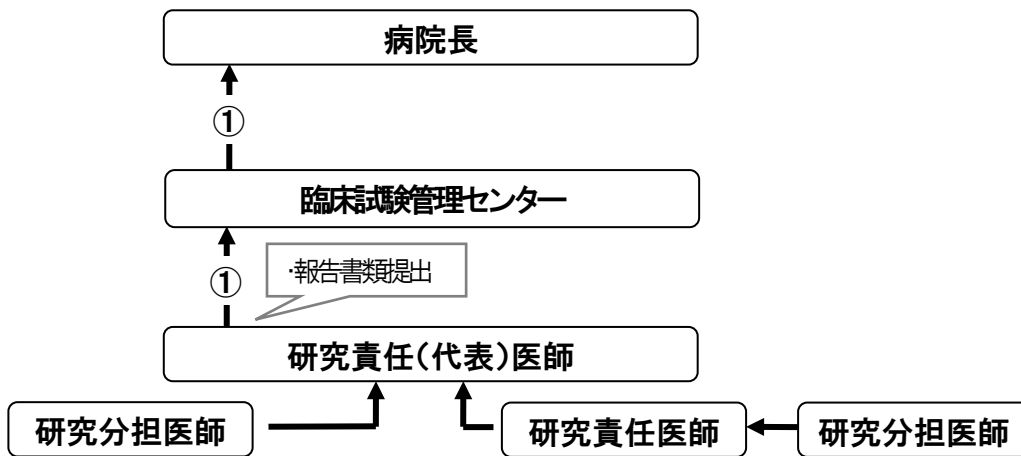 病院長
①
臨床試験管理センター
①
･報告書類提出
研究責任（代表）医師
研究分担医師
研究責任医師
研究分担医師